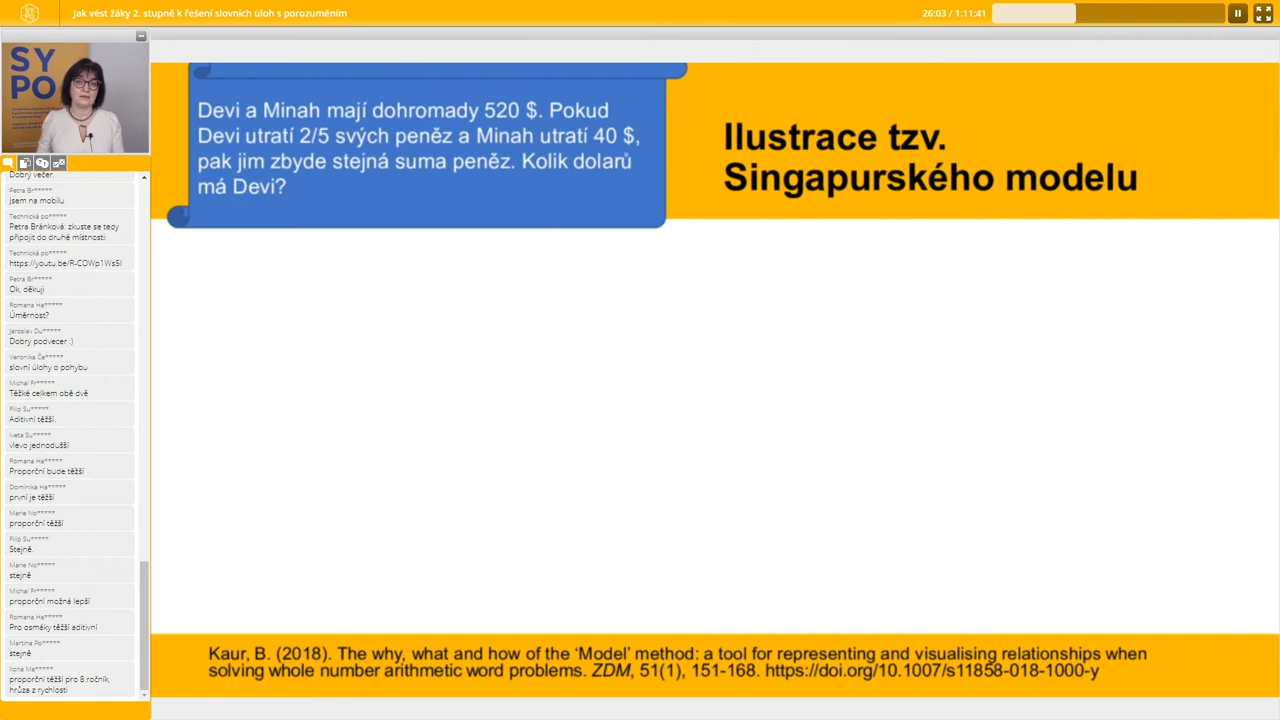 Jak vést žáky 2. stupně k řešení slovních úloh s porozuměním
26:03 / 1:11:41
SY
PO
Dobrý večer.
Petra Br*****
Jsem na mobilu
Technická po*****
Petra Bránková: zkuste se tedy
připojit do druhé místnosti:
Technická po*****
https://youtu.be/R-COWp1Ws5I
Petra Br*****
Ok, děkuji
Romana Ha*****
Úměrnost?
Jaroslav Du*****
Dobry podvecer :)
Veronika Če*****
slovní úlohy o pohybu
Michal Fr*****
Těžké celkem obě dvě
Filip Su*****
Aditivní těžší.
Iveta Su*****
vlevo jednodušší
Romana Ha*****
Proporční bude těžší
Dominika Ha*****
první je těžší
Marie No*****
proporční těžší
Filip Su*****
Stejně.
Marie No*****
stejně
Michal Fr*****
proporční možná lepší
Romana Ha*****
Pro osmáky těžší aditivní
Martina Po*****
stejně
Ilona Ma*****
proporční těžší pro 8.ročník,
hrůza z rychlosti
Devi a Minah mají dohromady 520 $. Pokud
Devi utratí 2/5 svých peněz a Minah utratí 40 $,
pak jim zbyde stejná suma peněz. Kolik dolarů
má Devi?
Ilustrace tzv.
Singapurského modelu
Kaur, B. (2018). The why, what and how of the ‘Model’ method: a tool for representing and visualising relationships when
solving whole number arithmetic word problems. ZDM, 51(1), 151-168. https://doi.org/10.1007/s11858-018-1000-y